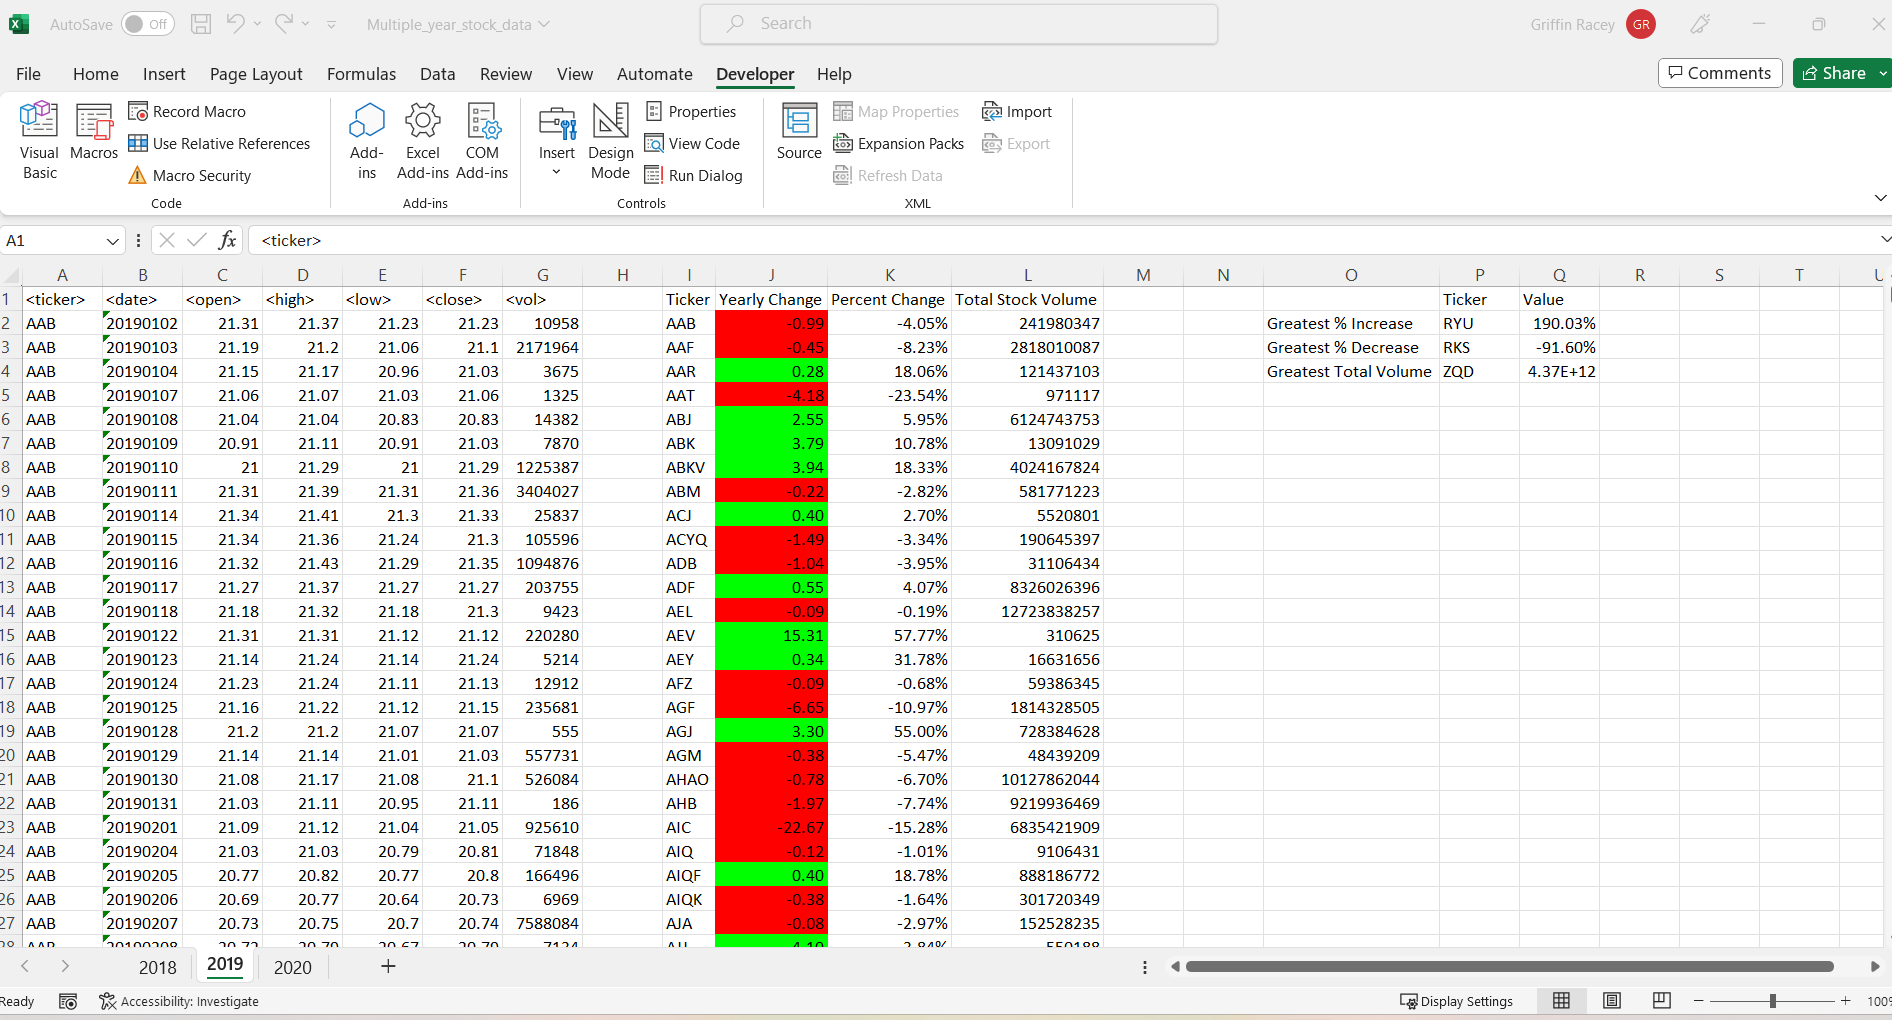 AutoSave Off Multiple_year_stock_data Search Griffin Racey GR
File Home Insert Page Layout Formulas Data Review View Automate Developer Help Comments Share
Visual Basic Macros Record Macro Use Relative References Macro Security Code
Add-ins Excel Add-ins COM Add-ins Add-ins
Insert Design Mode Properties View Code Run Dialog Controls
Source Map Properties Expansion Packs Refresh Data Import Export XML
A1 fx <ticker>
A B C D E F G H I J K L M N O P Q R S T U
1 <ticker> <date> <open> <high> <low> <close> <vol> Ticker Yearly Change Percent Change Total Stock Volume Ticker Value
2 AAB 20190102 21.31 21.37 21.23 21.23 10958 AAB -0.99 -4.05% 241980347 Greatest % Increase RYU 190.03%
3 AAB 20190103 21.19 21.2 21.06 21.1 2171964 AAF -0.45 -8.23% 2818010087 Greatest % Decrease RKS -91.60%
4 AAB 20190104 21.15 21.17 20.96 21.03 3675 AAR 0.28 18.06% 121437103 Greatest Total Volume ZQD 4.37E+12
5 AAB 20190107 21.06 21.07 21.03 21.06 1325 AAT -4.18 -23.54% 971117
6 AAB 20190108 21.04 21.04 20.83 20.83 14382 ABJ 2.55 5.95% 6124743753
7 AAB 20190109 20.91 21.11 20.91 21.03 7870 ABK 3.79 10.78% 13091029
8 AAB 20190110 21 21.29 21 21.29 1225387 ABKV 3.94 18.33% 4024167824
9 AAB 20190111 21.31 21.39 21.31 21.36 3404027 ABM -0.22 -2.82% 581771223
10 AAB 20190114 21.34 21.41 21.3 21.33 25837 ACJ 0.40 2.70% 5520801
11 AAB 20190115 21.34 21.36 21.24 21.3 105596 ACYQ -1.49 -3.34% 190645397
12 AAB 20190116 21.32 21.43 21.29 21.35 1094876 ADB -1.04 -3.95% 31106434
13 AAB 20190117 21.27 21.37 21.27 21.27 203755 ADF 0.55 4.07% 8326026396
14 AAB 20190118 21.18 21.32 21.18 21.3 9423 AEL -0.09 -0.19% 12723838257
15 AAB 20190122 21.31 21.31 21.12 21.12 220280 AEV 15.31 57.77% 310625
16 AAB 20190123 21.14 21.24 21.14 21.24 5214 AEY 0.34 31.78% 16631656
17 AAB 20190124 21.23 21.24 21.11 21.13 12912 AFZ -0.09 -0.68% 59386345
18 AAB 20190125 21.16 21.22 21.12 21.15 235681 AGF -6.65 -10.97% 1814328505
19 AAB 20190128 21.2 21.2 21.07 21.07 555 AGJ 3.30 55.00% 728384628
20 AAB 20190129 21.14 21.14 21.01 21.03 557731 AGM -0.38 -5.47% 48439209
21 AAB 20190130 21.08 21.17 21.08 21.1 526084 AHAO -0.78 -6.70% 10127862044
22 AAB 20190131 21.03 21.11 20.95 21.11 186 AHB -1.97 -7.74% 9219936469
23 AAB 20190201 21.09 21.12 21.04 21.05 925610 AIC -22.67 -15.28% 6835421909
24 AAB 20190204 21.03 21.03 20.79 20.81 71848 AIQ -0.12 -1.01% 9106431
25 AAB 20190205 20.77 20.82 20.77 20.8 166496 AIQF 0.40 18.78% 888186772
26 AAB 20190206 20.69 20.77 20.64 20.73 6969 AIQK -0.38 -1.64% 301720349
27 AAB 20190207 20.73 20.75 20.7 20.74 7588084 AJA -0.08 -2.97% 152528235
2018 2019 2020
Ready Accessibility: Investigate Display Settings 100%